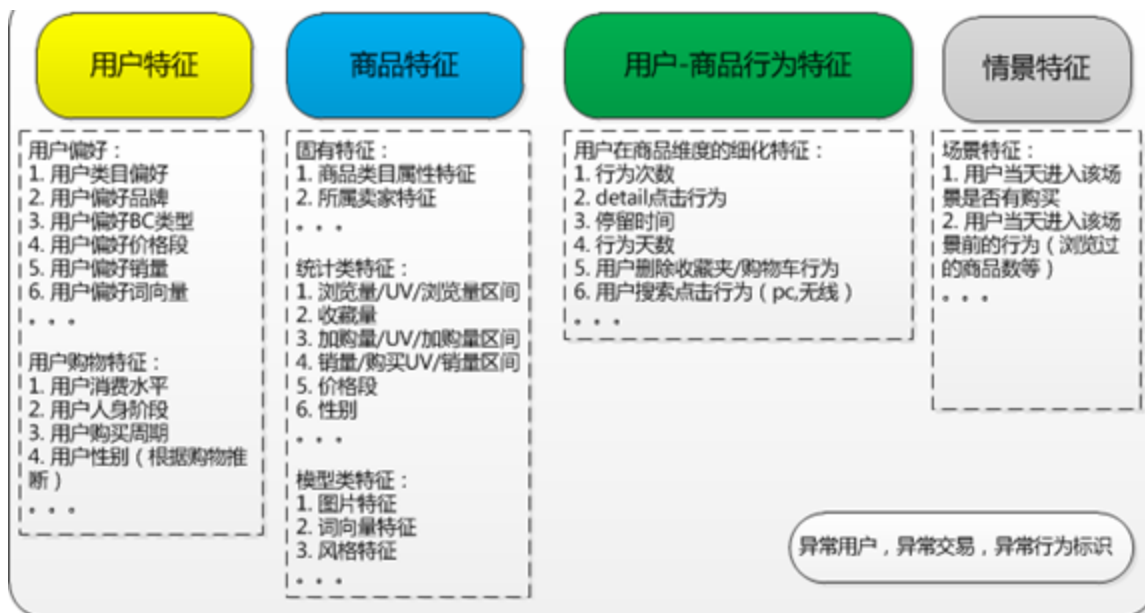 用户特征
用户偏好：
1. 用户类目偏好
2. 用户偏好品牌
3. 用户偏好BC类型
4. 用户偏好价格段
5. 用户偏好销量
6. 用户偏好词向量
。。。
用户购物特征：
1. 用户消费水平
2. 用户人身阶段
3. 用户购买周期
4. 用户性别（根据购物推
断）
。。。
商品特征
固有特征：
1. 商品类目属性特征
2. 所属卖家特征
。。。
统计类特征：
1. 浏览量/UV/浏览量区间
2. 收藏量
3. 加购量/UV/加购量区间
4. 销量/购买UV/销量区间
5. 价格段
6. 性别
。。。
模型类特征：
1. 图片特征
2. 词向量特征
3. 风格特征
。。。
用户-商品行为特征
用户在商品维度的细化特征：
1. 行为次数
2. detail点击行为
3. 停留时间
4. 行为天数
5. 用户删除收藏夹/购物车行为
6. 用户搜索点击行为（pc,无线）
。。。
情景特征
场景特征：
1. 用户当天进入该场
景是否有购买
2. 用户当天进入该场
景前的行为（浏览过
的商品数等）
。。。
异常用户，异常交易，异常行为标识